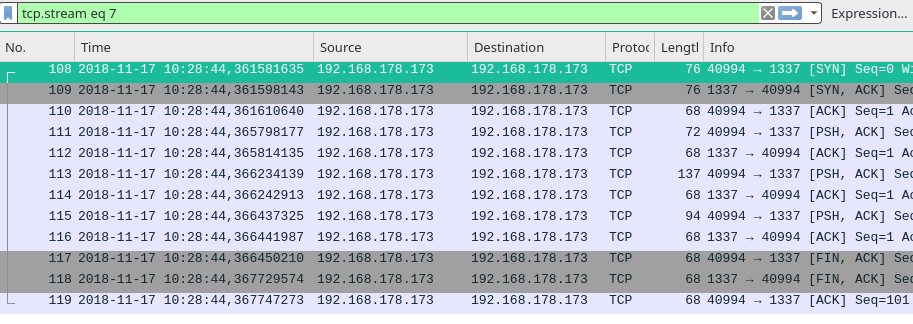 tcp.stream eq 7 Expression...
No. Time Source Destination Protoc Lengtl Info
108 2018-11-17 10:28:44,361581635 192.168.178.173 192.168.178.173 TCP 76 40994 → 1337 [SYN] Seq=0 Wi
109 2018-11-17 10:28:44,361598143 192.168.178.173 192.168.178.173 TCP 76 1337 → 40994 [SYN, ACK] Sec
110 2018-11-17 10:28:44,361610640 192.168.178.173 192.168.178.173 TCP 68 40994 → 1337 [ACK] Seq=1 Ac
111 2018-11-17 10:28:44,365798177 192.168.178.173 192.168.178.173 TCP 72 40994 → 1337 [PSH, ACK] Sec
112 2018-11-17 10:28:44,365814135 192.168.178.173 192.168.178.173 TCP 68 1337 → 40994 [ACK] Seq=1 Ac
113 2018-11-17 10:28:44,366234139 192.168.178.173 192.168.178.173 TCP 137 40994 → 1337 [PSH, ACK] Sec
114 2018-11-17 10:28:44,366242913 192.168.178.173 192.168.178.173 TCP 68 1337 → 40994 [ACK] Seq=1 Ac
115 2018-11-17 10:28:44,366437325 192.168.178.173 192.168.178.173 TCP 94 40994 → 1337 [PSH, ACK] Sec
116 2018-11-17 10:28:44,366441987 192.168.178.173 192.168.178.173 TCP 68 1337 → 40994 [ACK] Seq=1 Ac
117 2018-11-17 10:28:44,366450210 192.168.178.173 192.168.178.173 TCP 68 40994 → 1337 [FIN, ACK] Sec
118 2018-11-17 10:28:44,367729574 192.168.178.173 192.168.178.173 TCP 68 1337 → 40994 [FIN, ACK] Sec
119 2018-11-17 10:28:44,367747273 192.168.178.173 192.168.178.173 TCP 68 40994 → 1337 [ACK] Seq=101